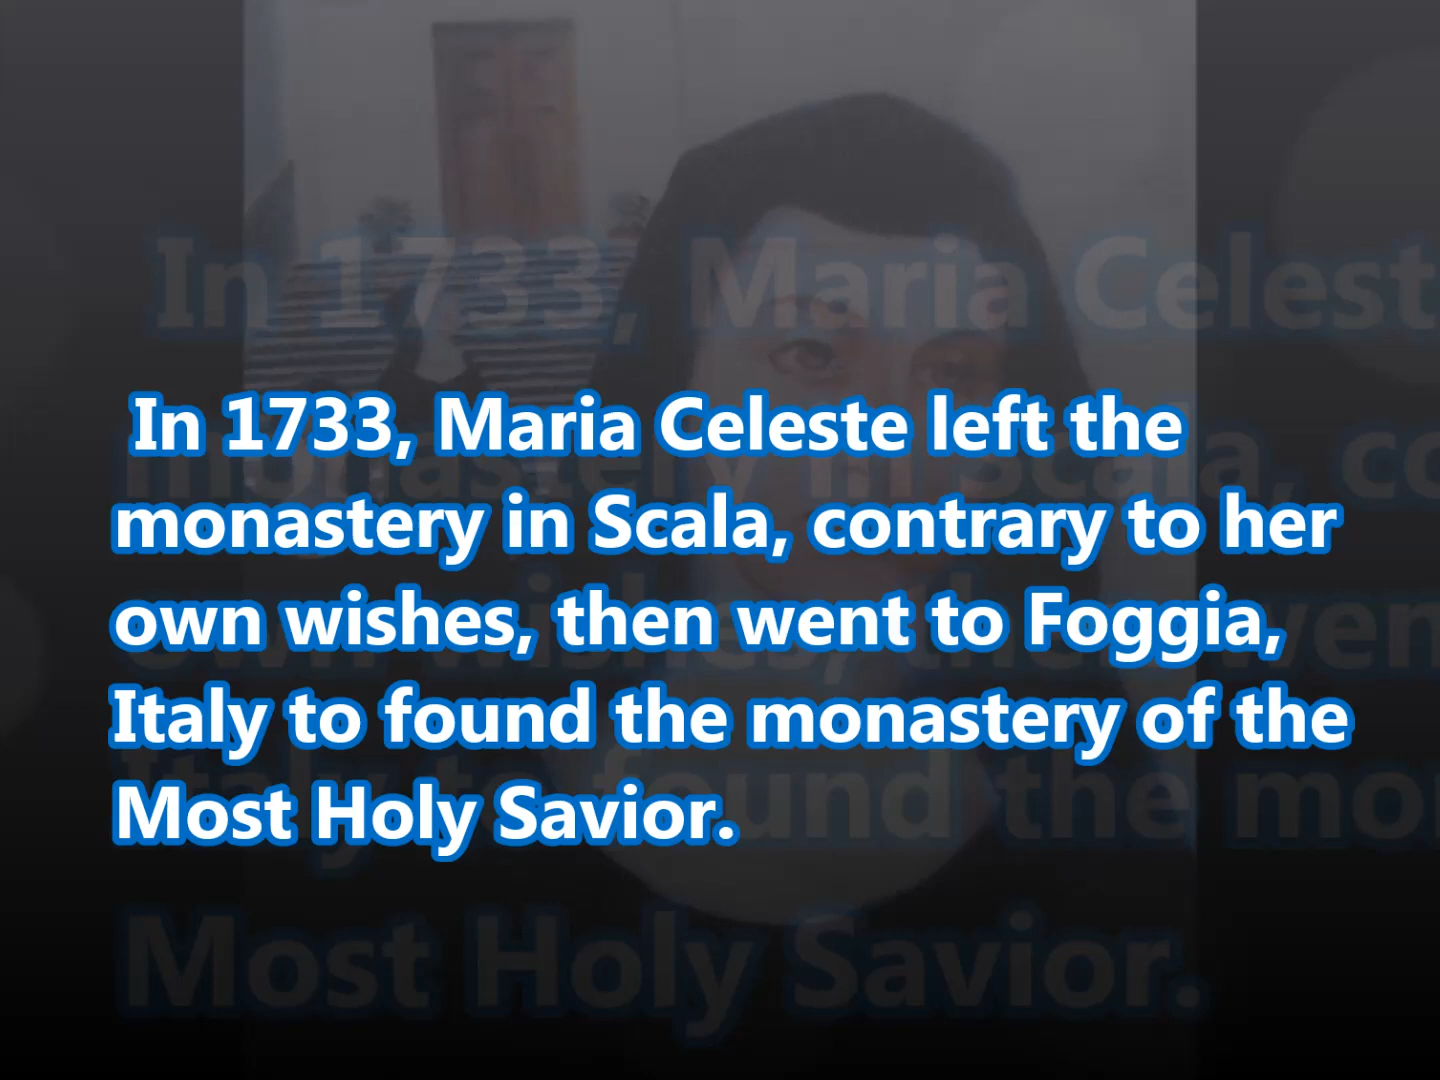 In 1733, Maria Celeste left the
monastery in Scala, contrary to her
own wishes, then went to Foggia,
Italy to found the monastery of the
Most Holy Savior.